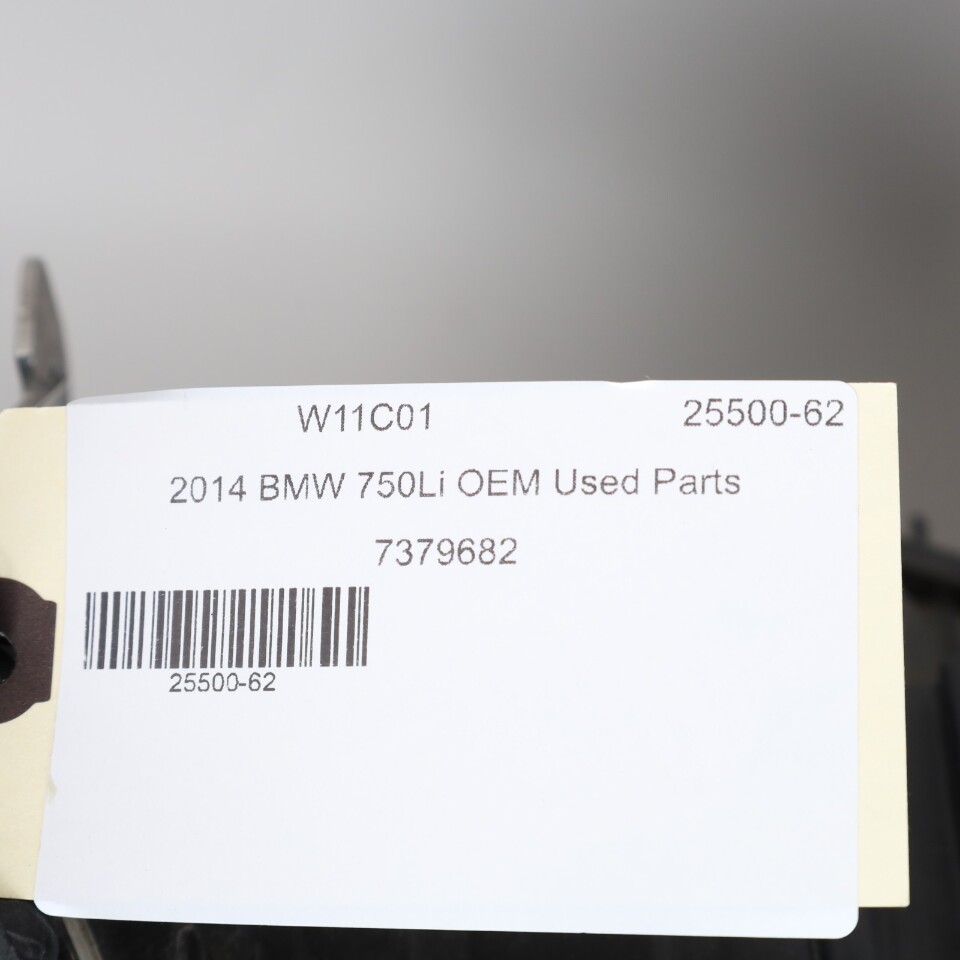 W11C01 25500-62
2014 BMW 750Li OEM Used Parts
7379682
25500-62